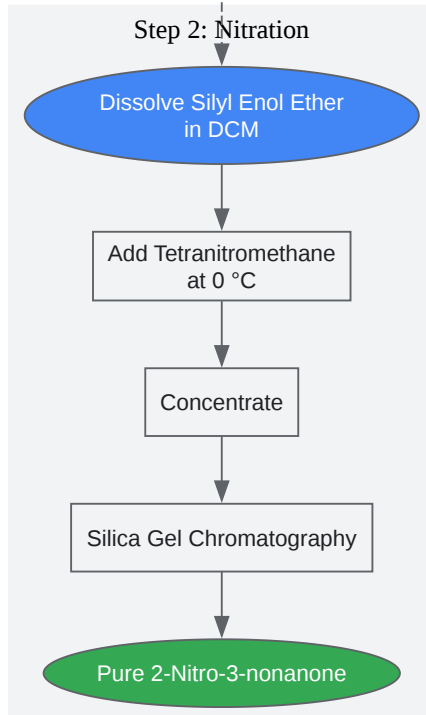 Step 2: Nitration
Dissolve Silyl Enol Ether
in DCM
Add Tetranitromethane
at 0 °C
Concentrate
Silica Gel Chromatography
Pure 2-Nitro-3-nonanone